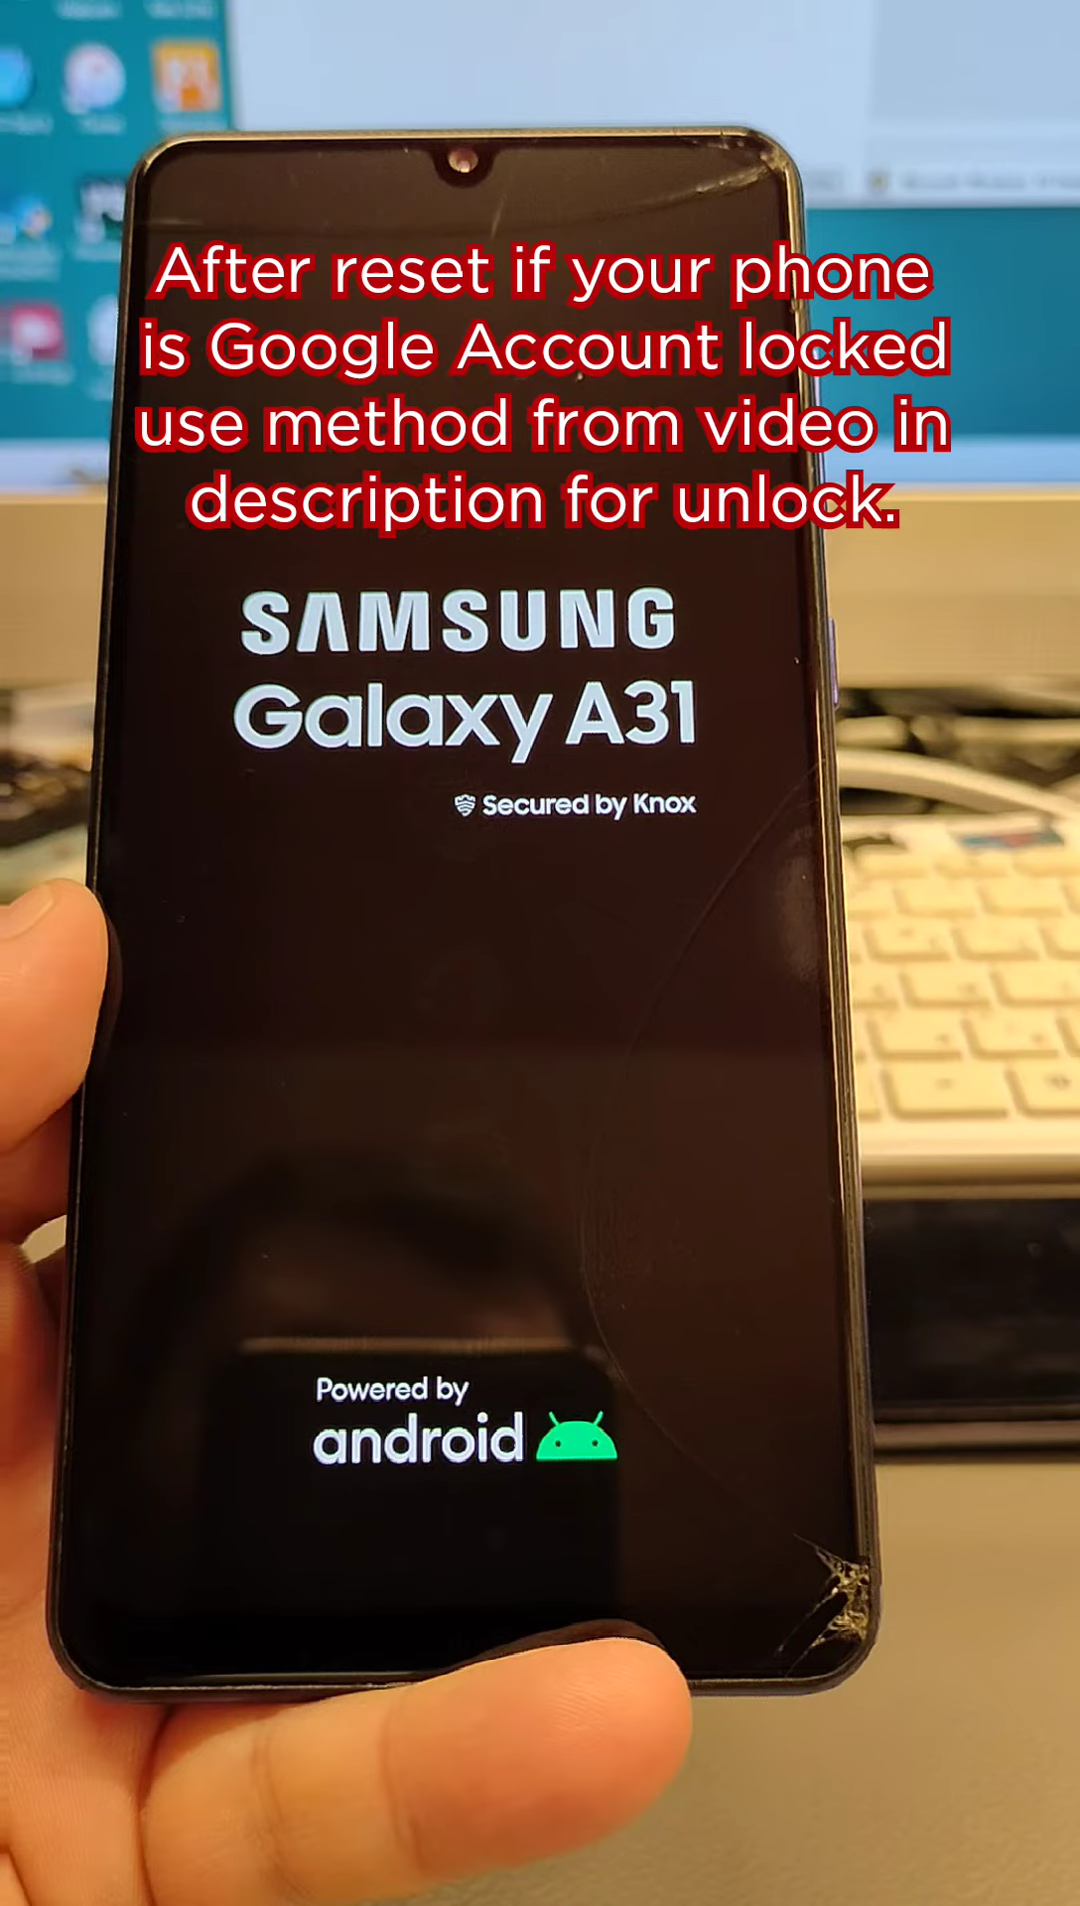 After reset if your phone
is Google Account locked
use method from video in
description for unlock.
SAMSUNG
Galaxy A31
Secured by Knox
Powered by
android